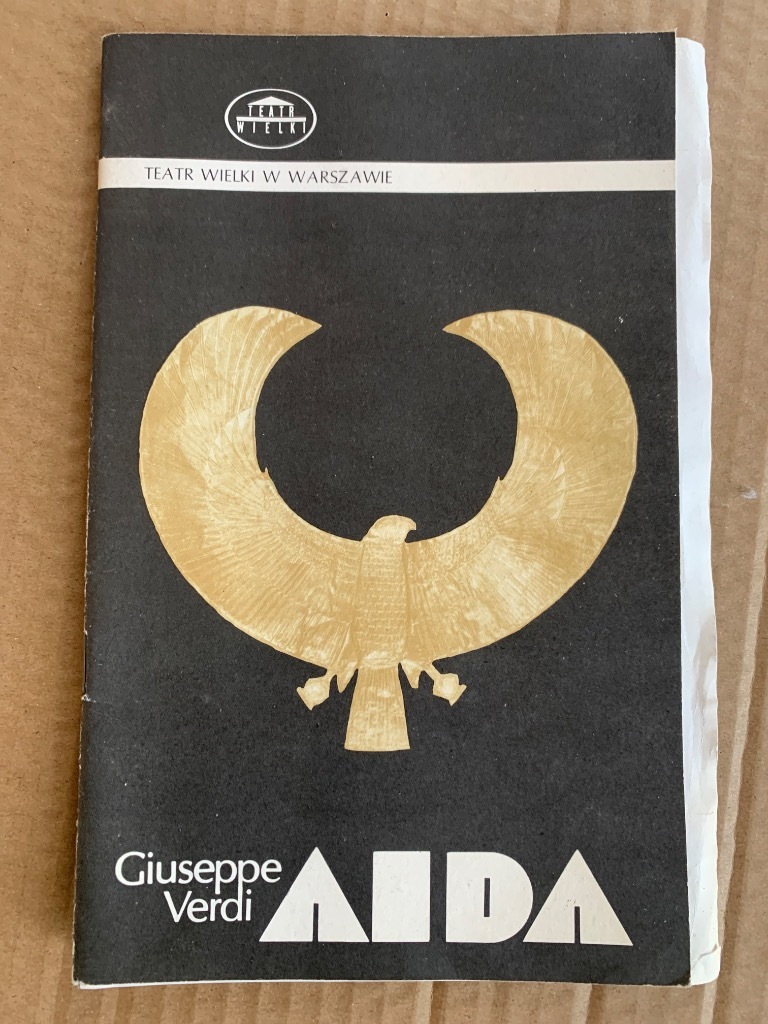 TEATR
WIELKI
TEATR WIELKI W WARSZAWIE
Giuseppe
Verdi
AIDA